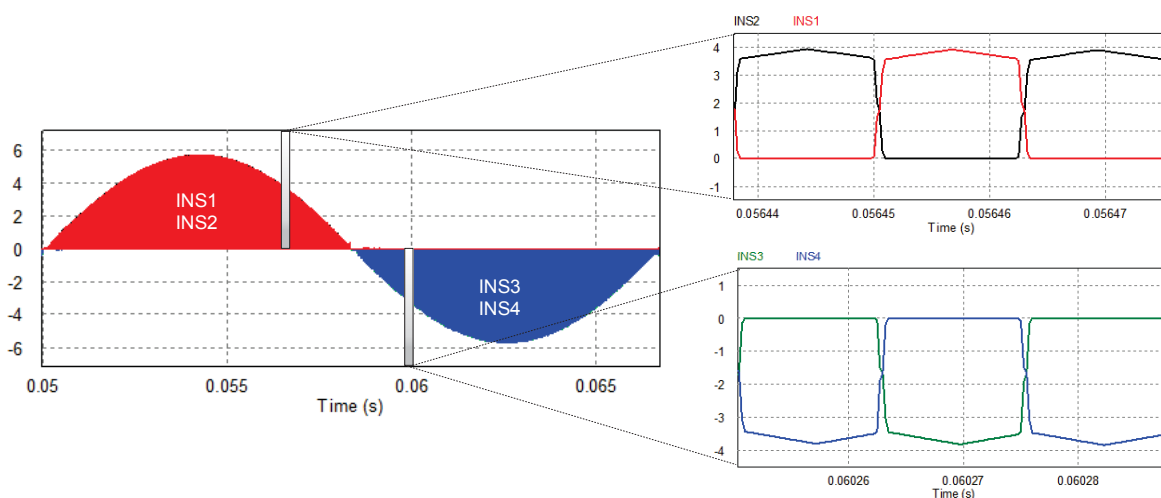 INS2 INS1
4
3
2
1
0
-1
0.05644 0.05645 0.05646 0.05647
Time (s)
6
4
2
0
-2
-4
-6
INS1
INS2
INS3
INS4
0.05 0.055 0.06 0.065
Time (s)
INS3 INS4
1
0
-1
-2
-3
-4
0.06026 0.06027 0.06028
Time (s)